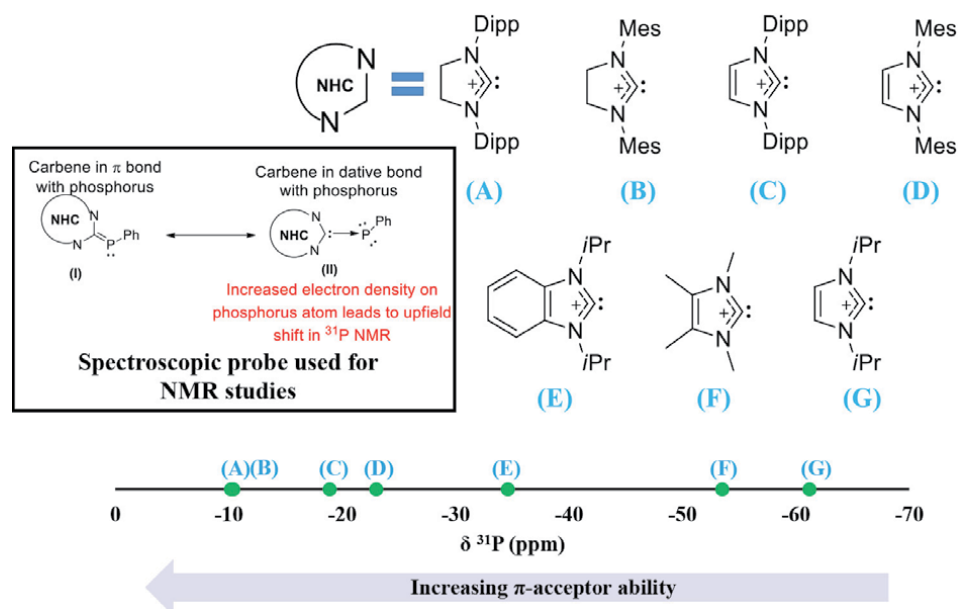 Dipp
N
N
Dipp
(A)
Mes
N
N
Mes
(B)
Dipp
N
N
Dipp
(C)
Mes
N
N
Mes
(D)
N
NHC
N
Carbene in π bond
with phosphorus
NHC
N
N
P
Ph
(I)
Carbene in dative bond
with phosphorus
NHC
N
N
P
Ph
(II)
Increased electron density on
phosphorus atom leads to upfield
shift in ³¹P NMR
Spectroscopic probe used for
NMR studies
iPr
N
N
iPr
(E)
N
N
(F)
iPr
N
N
iPr
(G)
(A)(B) (C) (D) (E) (F) (G)
0 -10 -20 -30 -40 -50 -60 -70
δ ³¹P (ppm)
Increasing π-acceptor ability